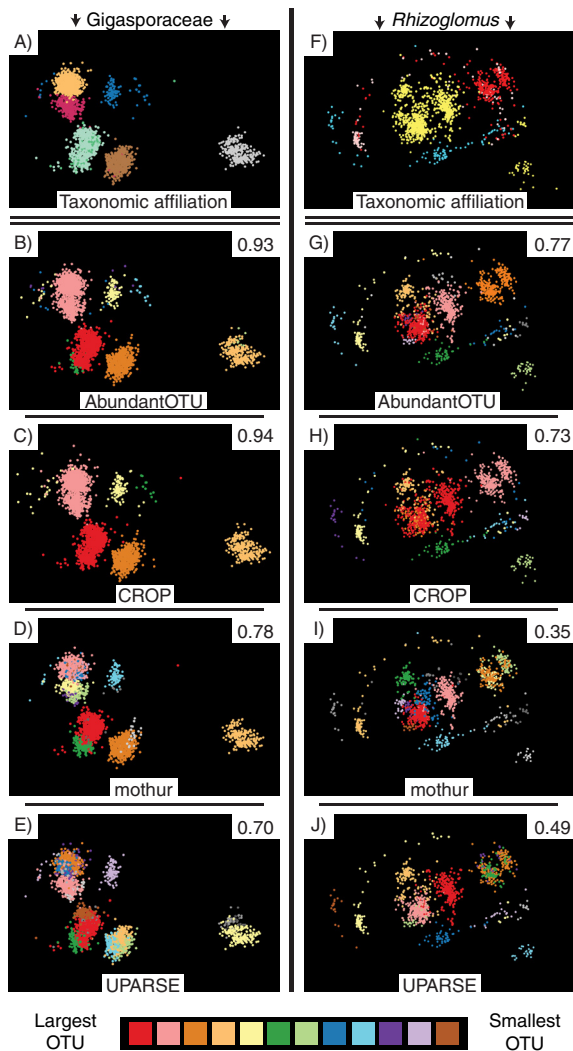 Gigasporaceae
Rhizoglomus
A)
Taxonomic affiliation
F)
Taxonomic affiliation
B)
0.93
AbundantOTU
G)
0.77
AbundantOTU
C)
0.94
CROP
H)
0.73
CROP
D)
0.78
mothur
I)
0.35
mothur
E)
0.70
UPARSE
J)
0.49
UPARSE
Largest
OTU
Smallest
OTU